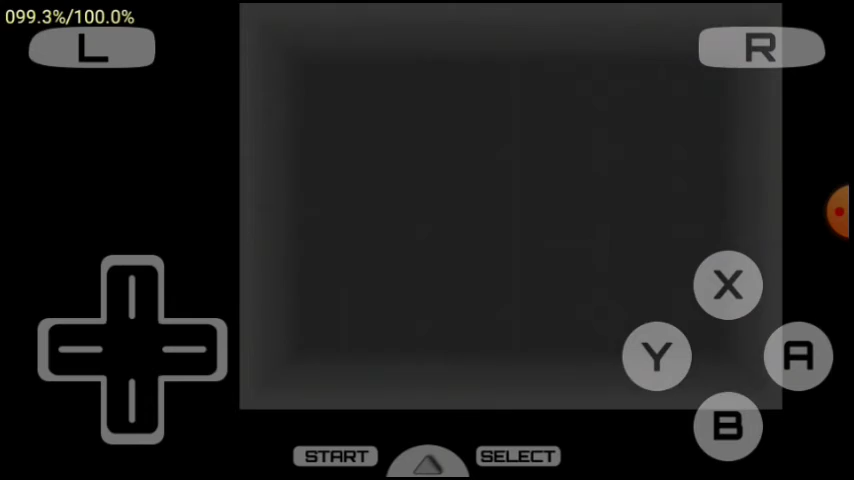 099.3%/100.0%
L
R
X
Y
A
B
START
SELECT